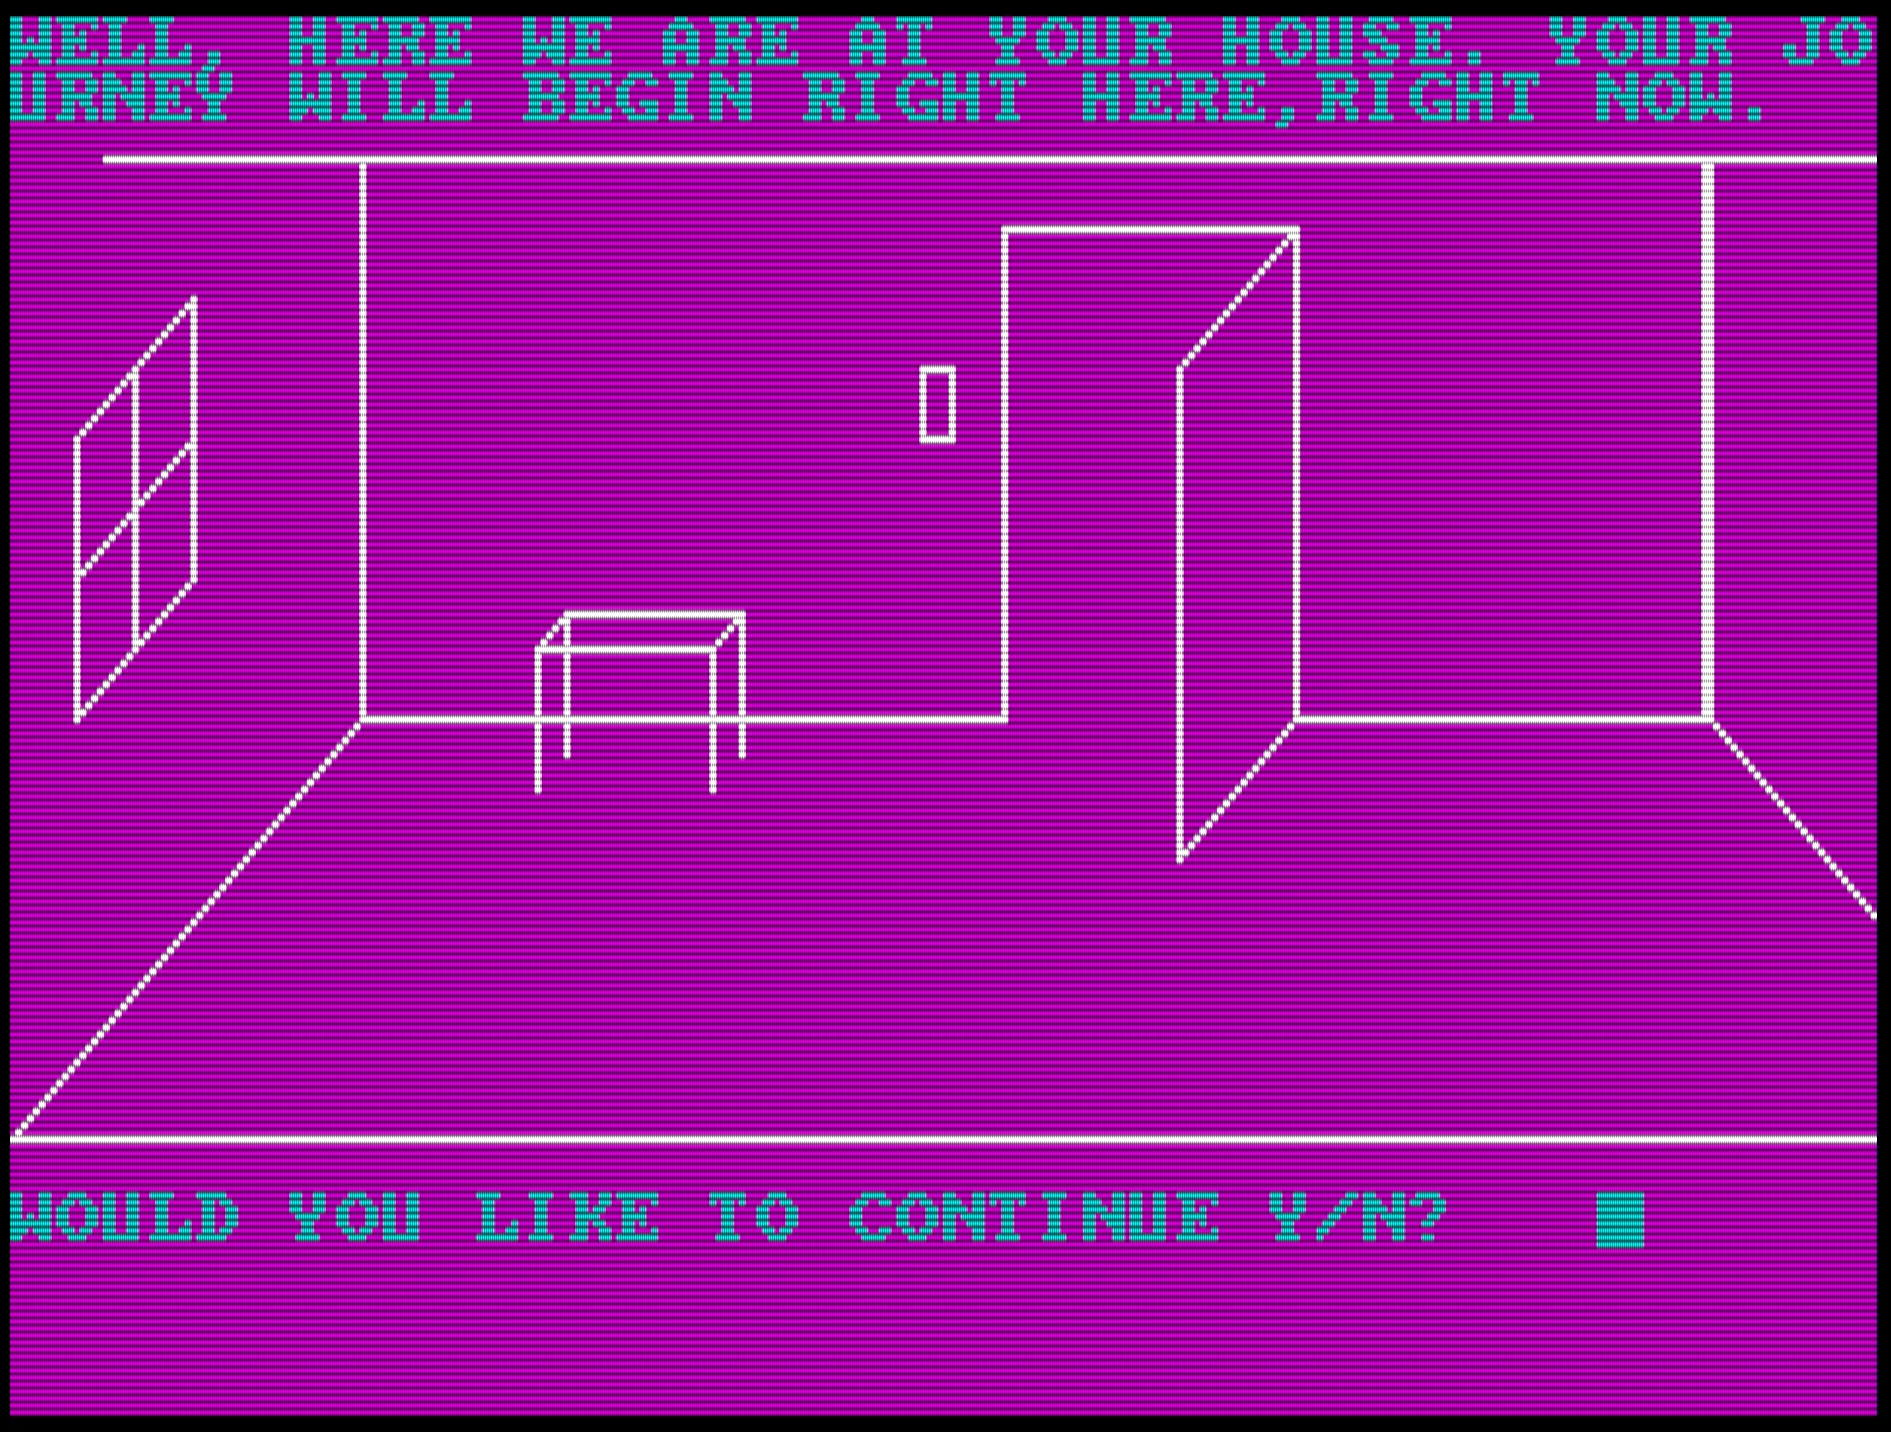 WELL, HERE WE ARE AT YOUR HOUSE. YOUR JO
URNEY WILL BEGIN RIGHT HERE,RIGHT NOW.
WOULD YOU LIKE TO CONTINUE Y/N?